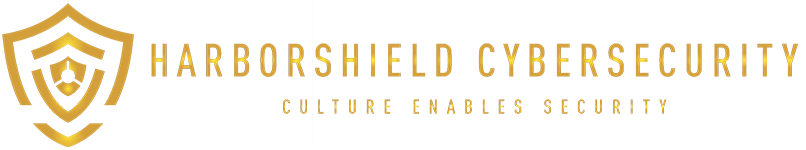 HARBORSHIELD CYBERSECURITY
CULTURE ENABLES SECURITY